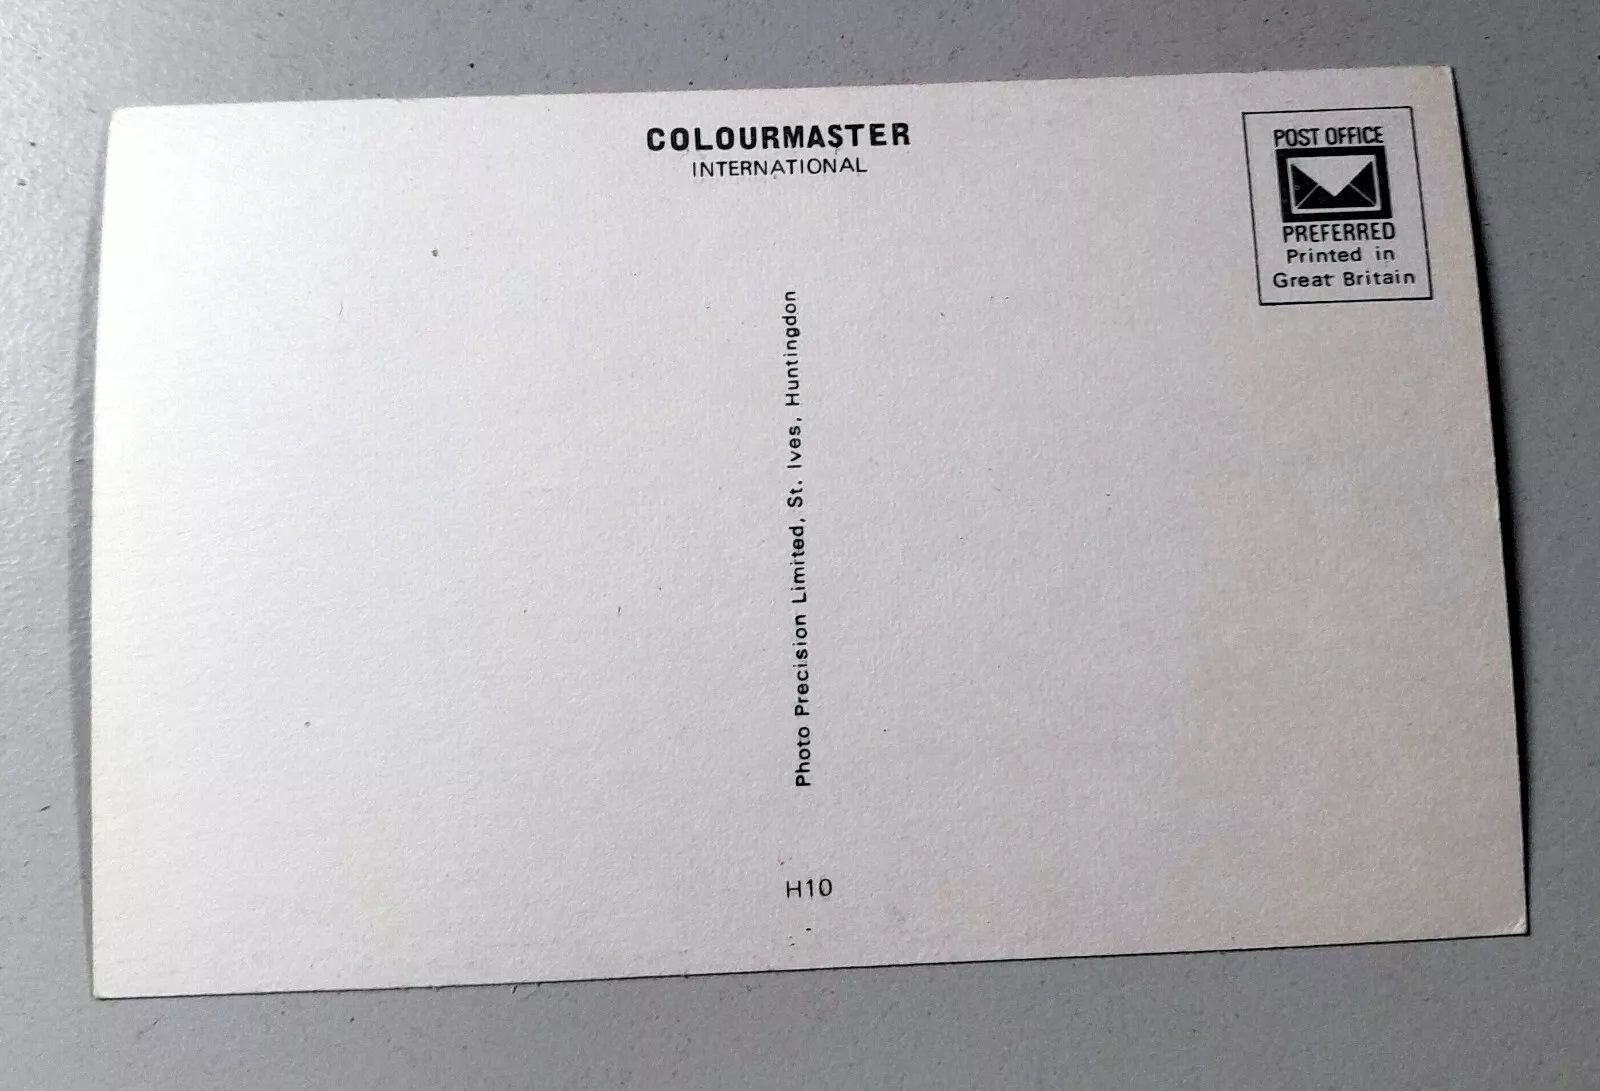 COLOURMASTER
INTERNATIONAL
POST OFFICE
PREFERRED
Printed in
Great Britain
Photo Precision Limited, St. Ives, Huntingdon
H10